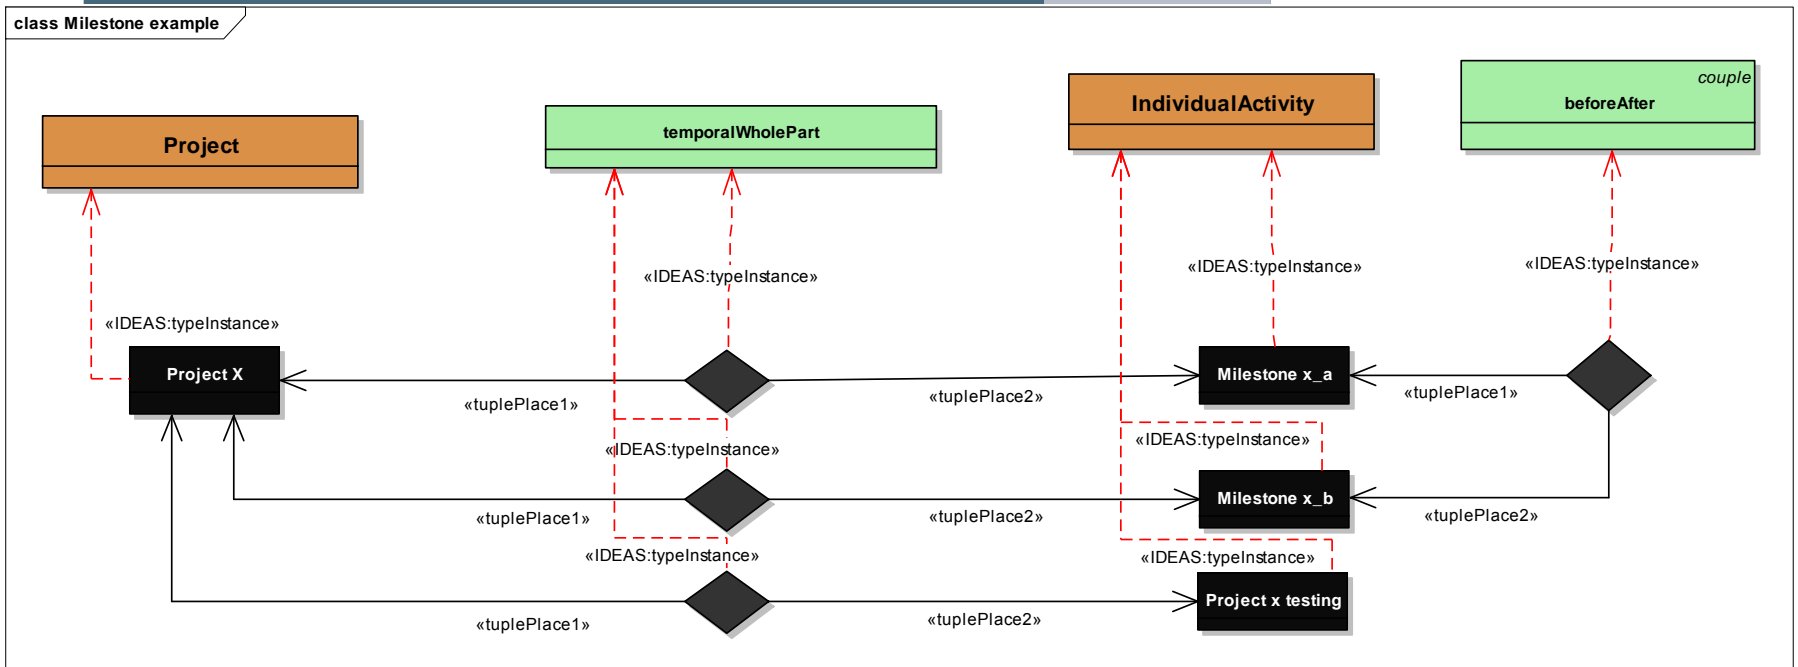 class Milestone example
couple
IndividualActivity
beforeAfter
temporalWholePart
Project
«IDEAS:typeInstance»
«IDEAS:typeInstance»
«IDEAS:typeInstance»
«IDEAS:typeInstance»
Project X
Milestone x_a
«tuplePlace1»
«tuplePlace2»
«tuplePlace1»
«IDEAS:typeInstance»
«IDEAS:typeInstance»
Milestone x_b
«tuplePlace1»
«tuplePlace2»
«tuplePlace2»
«IDEAS:typeInstance»
«IDEAS:typeInstance»
Project x testing
«tuplePlace1»
«tuplePlace2»